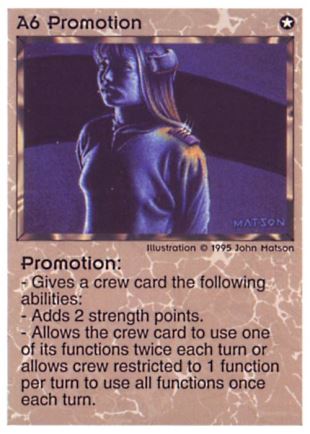 A6 Promotion
MATSON
Illustration © 1995 John Matson
Promotion:
- Gives a crew card the following
abilities:
- Adds 2 strength points.
- Allows the crew card to use one
of its functions twice each turn or
allows crew restricted to 1 function
per turn to use all functions once
each turn.